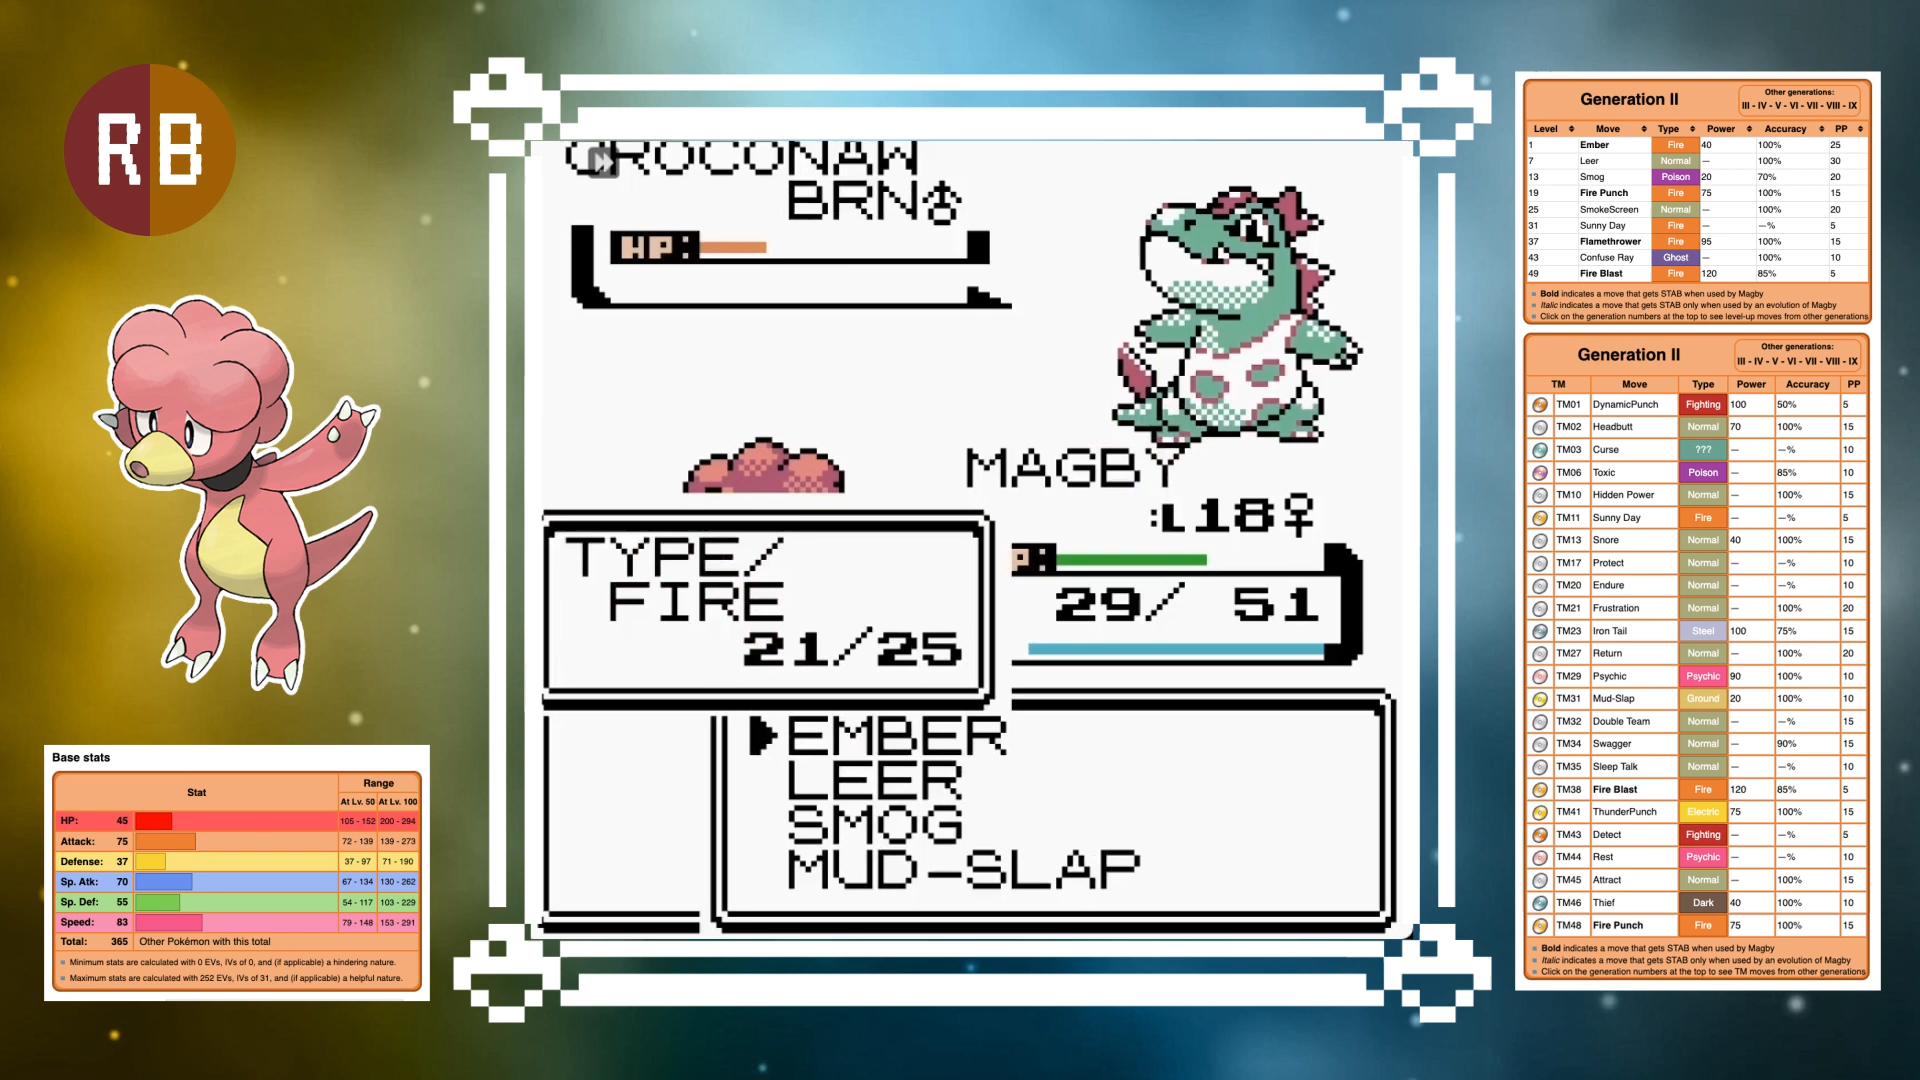 RB
CROCONAW
BRN♂
HP:
MAGBY
:L18♀
P:
29/ 51
TYPE/
FIRE
21/25
▶EMBER
LEER
SMOG
MUD-SLAP
Base stats
Stat Range
At Lv. 50 At Lv. 100
HP: 45 105 - 152 200 - 294
Attack: 75 72 - 139 139 - 273
Defense: 37 37 - 97 71 - 190
Sp. Atk: 70 67 - 134 130 - 262
Sp. Def: 55 54 - 117 103 - 229
Speed: 83 79 - 148 153 - 291
Total: 365 Other Pokémon with this total
Minimum stats are calculated with 0 EVs, IVs of 0, and (if applicable) a hindering nature.
Maximum stats are calculated with 252 EVs, IVs of 31, and (if applicable) a helpful nature.
Generation II
Other generations:
III - IV - V - VI - VII - VIII - IX
Level Move Type Power Accuracy PP
1 Ember Fire 40 100% 25
7 Leer Normal — 100% 30
13 Smog Poison 20 70% 20
19 Fire Punch Fire 75 100% 15
25 SmokeScreen Normal — 100% 20
31 Sunny Day Fire — —% 5
37 Flamethrower Fire 95 100% 15
43 Confuse Ray Ghost — 100% 10
49 Fire Blast Fire 120 85% 5
Bold indicates a move that gets STAB when used by Magby
Italic indicates a move that gets STAB only when used by an evolution of Magby
Click on the generation numbers at the top to see level-up moves from other generations
Generation II
Other generations:
III - IV - V - VI - VII - VIII - IX
TM Move Type Power Accuracy PP
TM01 DynamicPunch Fighting 100 50% 5
TM02 Headbutt Normal 70 100% 15
TM03 Curse ??? — —% 10
TM06 Toxic Poison — 85% 10
TM10 Hidden Power Normal — 100% 15
TM11 Sunny Day Fire — —% 5
TM13 Snore Normal 40 100% 15
TM17 Protect Normal — —% 10
TM20 Endure Normal — —% 10
TM21 Frustration Normal — 100% 20
TM23 Iron Tail Steel 100 75% 15
TM27 Return Normal — 100% 20
TM29 Psychic Psychic 90 100% 10
TM31 Mud-Slap Ground 20 100% 10
TM32 Double Team Normal — —% 15
TM34 Swagger Normal — 90% 15
TM35 Sleep Talk Normal — —% 10
TM38 Fire Blast Fire 120 85% 5
TM41 ThunderPunch Electric 75 100% 15
TM43 Detect Fighting — —% 5
TM44 Rest Psychic — —% 10
TM45 Attract Normal — 100% 15
TM46 Thief Dark 40 100% 10
TM48 Fire Punch Fire 75 100% 15
Bold indicates a move that gets STAB when used by Magby
Italic indicates a move that gets STAB only when used by an evolution of Magby
Click on the generation numbers at the top to see TM moves from other generations